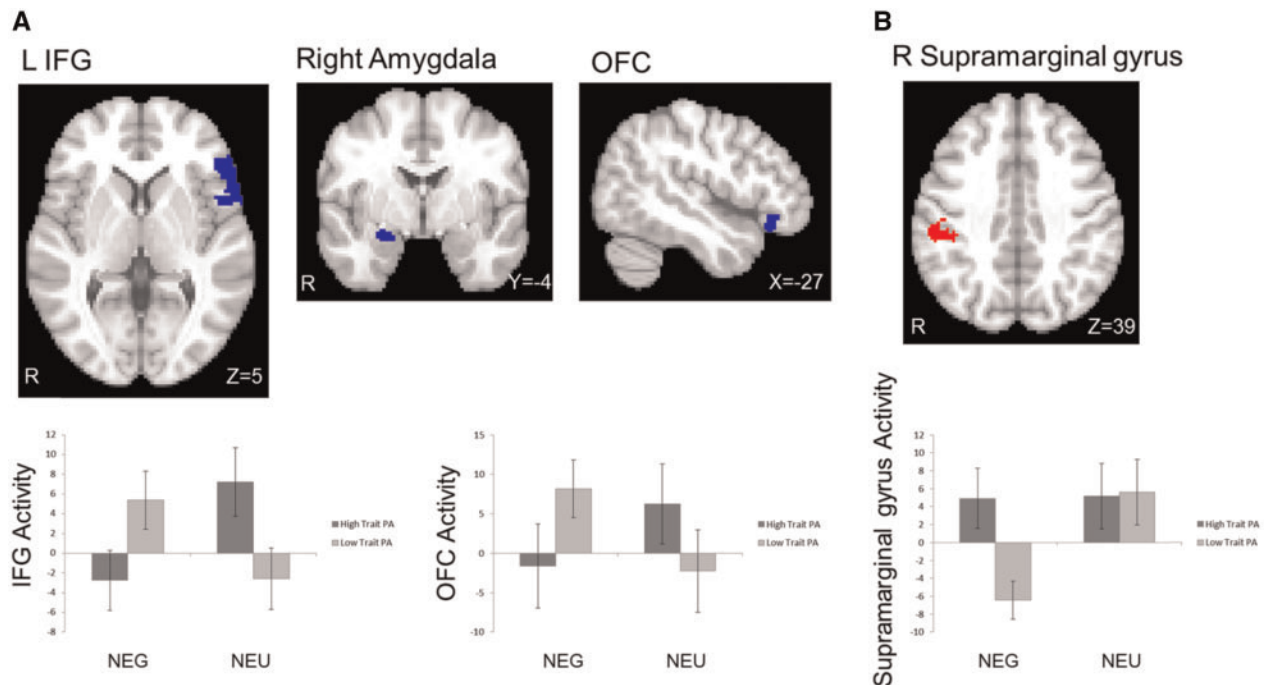 A
L IFG
R
Z=5
Right Amygdala
R
Y=-4
OFC
X=-27
B
R Supramarginal gyrus
R
Z=39
IFG Activity
12
10
8
6
4
2
0
-2
-4
-6
-8
NEG
NEU
High Trait PA
Low Trait PA
OFC Activity
15
10
5
0
-5
-10
NEG
NEU
High Trait PA
Low Trait PA
Supramarginal gyrus Activity
12
10
8
6
4
2
0
-2
-4
-6
-8
-10
NEG
NEU
High Trait PA
Low Trait PA